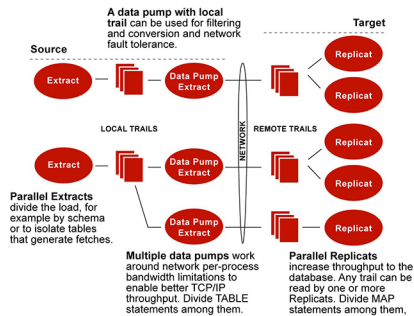 A data pump with local
trail can be used for filtering
and conversion and network
fault tolerance.
Source
Target
Extract
Data Pump
Extract
Replicat
Replicat
LOCAL TRAILS
NETWORK
REMOTE TRAILS
Extract
Data Pump
Extract
Replicat
Replicat
Data Pump
Extract
Replicat
Parallel Extracts
divide the load, for
example by schema
or to isolate tables
that generate fetches.
Multiple data pumps work
around network per-process
bandwidth limitations to
enable better TCP/IP
throughput. Divide TABLE
statements among them.
Parallel Replicats
increase throughput to the
database. Any trail can be
read by one or more
Replicats. Divide MAP
statements among them,